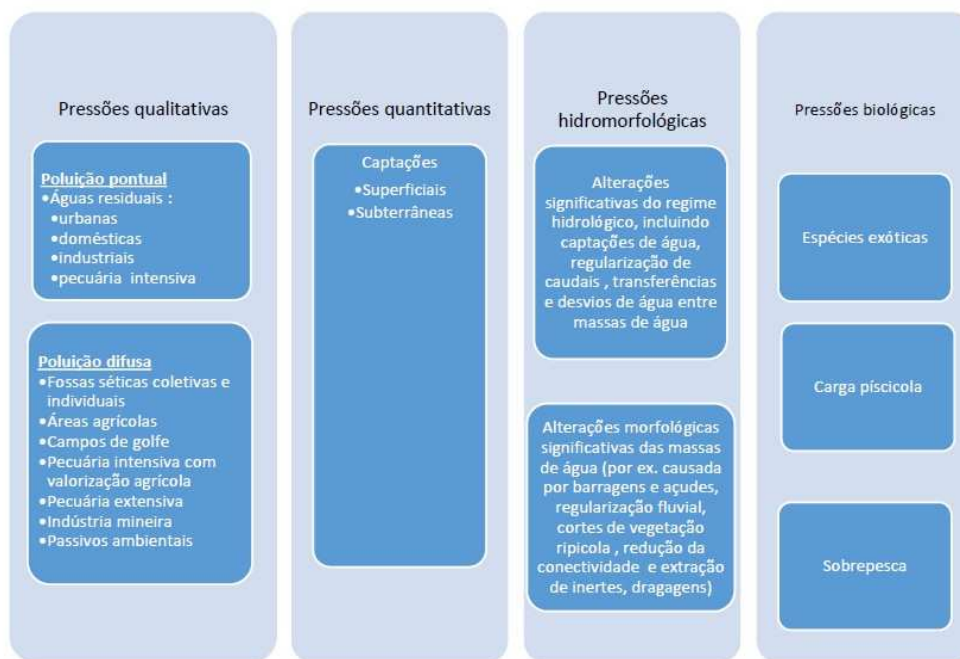 Pressões qualitativas
Poluição pontual
•Águas residuais :
•urbanas
•domésticas
•industriais
•pecuária intensiva
Poluição difusa
•Fossas séticas coletivas e
individuais
•Áreas agrícolas
•Campos de golfe
•Pecuária intensiva com
valorização agrícola
•Pecuária extensiva
•Indústria mineira
•Passivos ambientais
Pressões quantitativas
Captações
•Superficiais
•Subterrâneas
Pressões
hidromorfológicas
Alterações
significativas do regime
hidrológico, incluindo
captações de água,
regularização de
caudais , transferências
e desvios de água entre
massas de água
Alterações morfológicas
significativas das massas
de água (por ex. causada
por barragens e açudes,
regularização fluvial,
cortes de vegetação
ripicola , redução da
conectividade e extração
de inertes, dragagens)
Pressões biológicas
Espécies exóticas
Carga píscicola
Sobrepesca